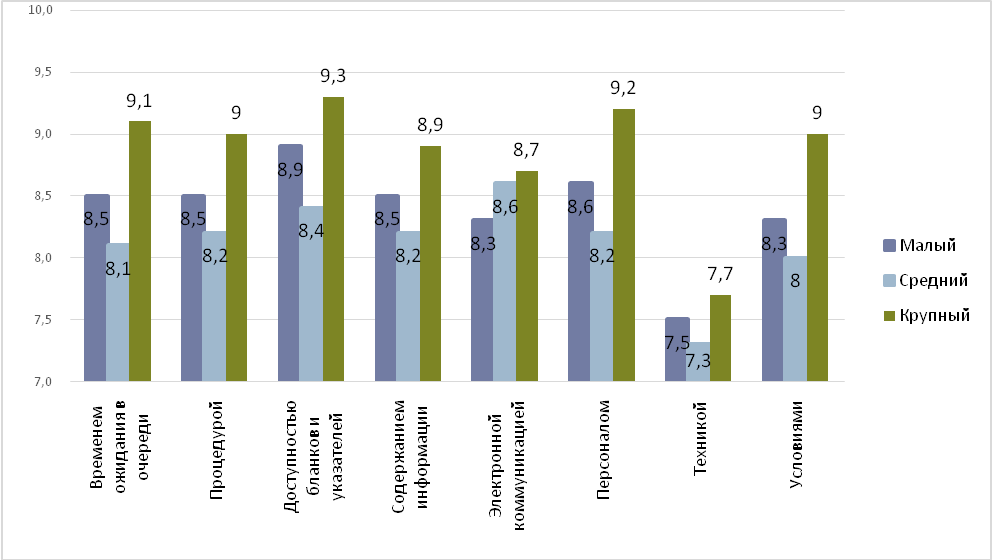 10,0
9,5
9,0
8,5
8,0
7,5
7,0
8,5
8,1
9,1
8,5
8,2
9
8,9
8,4
9,3
8,5
8,2
8,9
8,3
8,6
8,7
8,6
8,2
9,2
7,5
7,3
7,7
8,3
8
9
Временем
ожидания в
очереди
Процедурой
Доступностью
бланков и
указателей
Содержанием
информации
Электронной
коммуникацией
Персоналом
Техникой
Условиями
Малый
Средний
Крупный